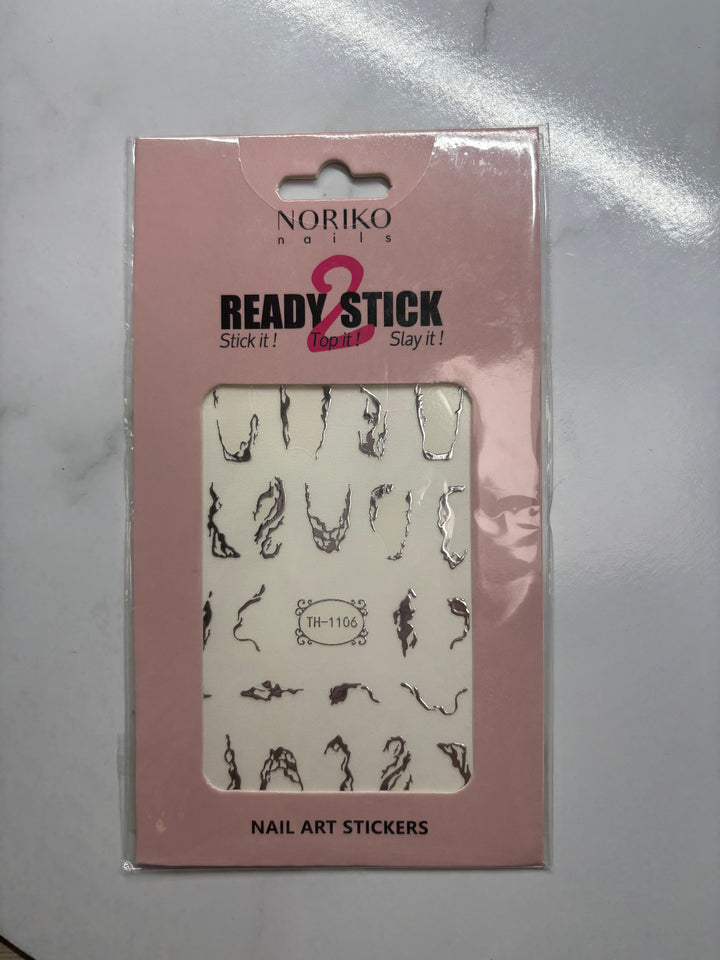 NORIKO
nails
READY 2 STICK
Stick it! Top it! Slay it!
TH-1106
NAIL ART STICKERS